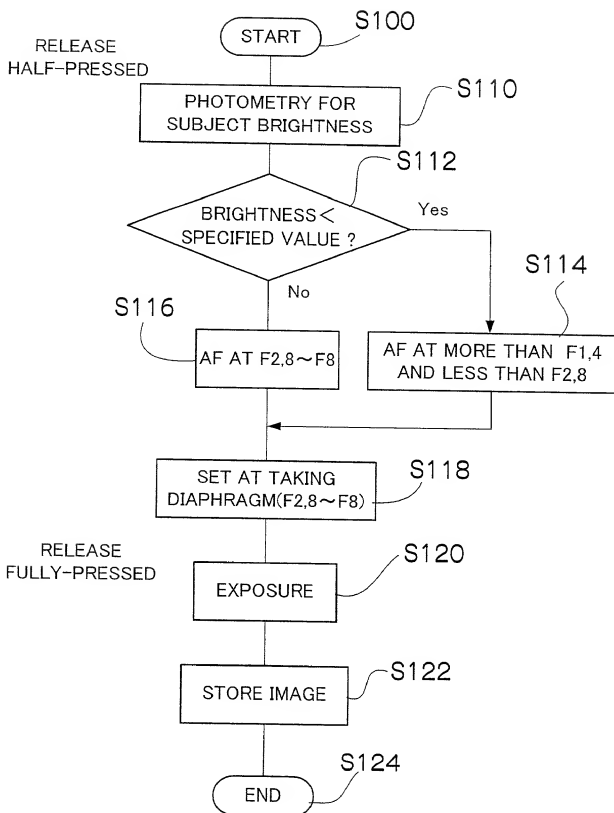 S100
START
RELEASE
HALF-PRESSED
S110
PHOTOMETRY FOR
SUBJECT BRIGHTNESS
S112
BRIGHTNESS<
SPECIFIED VALUE ?
Yes
No
S114
S116
AF AT F2,8~F8
AF AT MORE THAN F1,4
AND LESS THAN F2,8
S118
SET AT TAKING
DIAPHRAGM(F2,8~F8)
RELEASE
FULLY-PRESSED
S120
EXPOSURE
S122
STORE IMAGE
S124
END